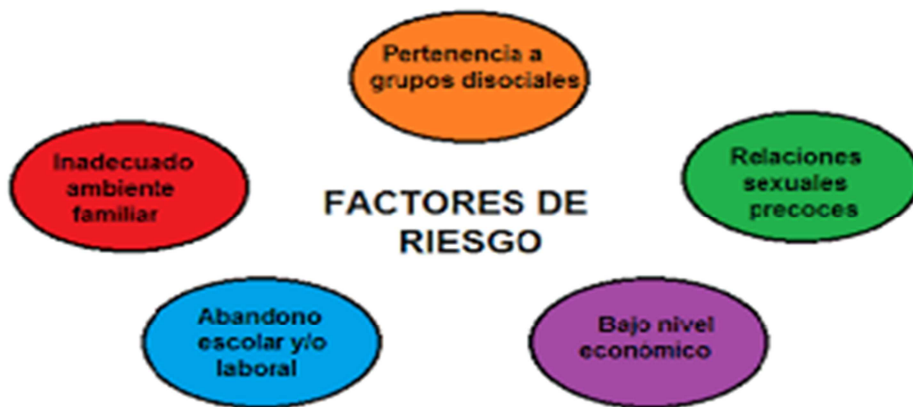 Pertenencia a
grupos disociales
Inadecuado
ambiente
familiar
Relaciones
sexuales
precoces
FACTORES DE
RIESGO
Abandono
escolar y/o
laboral
Bajo nivel
económico